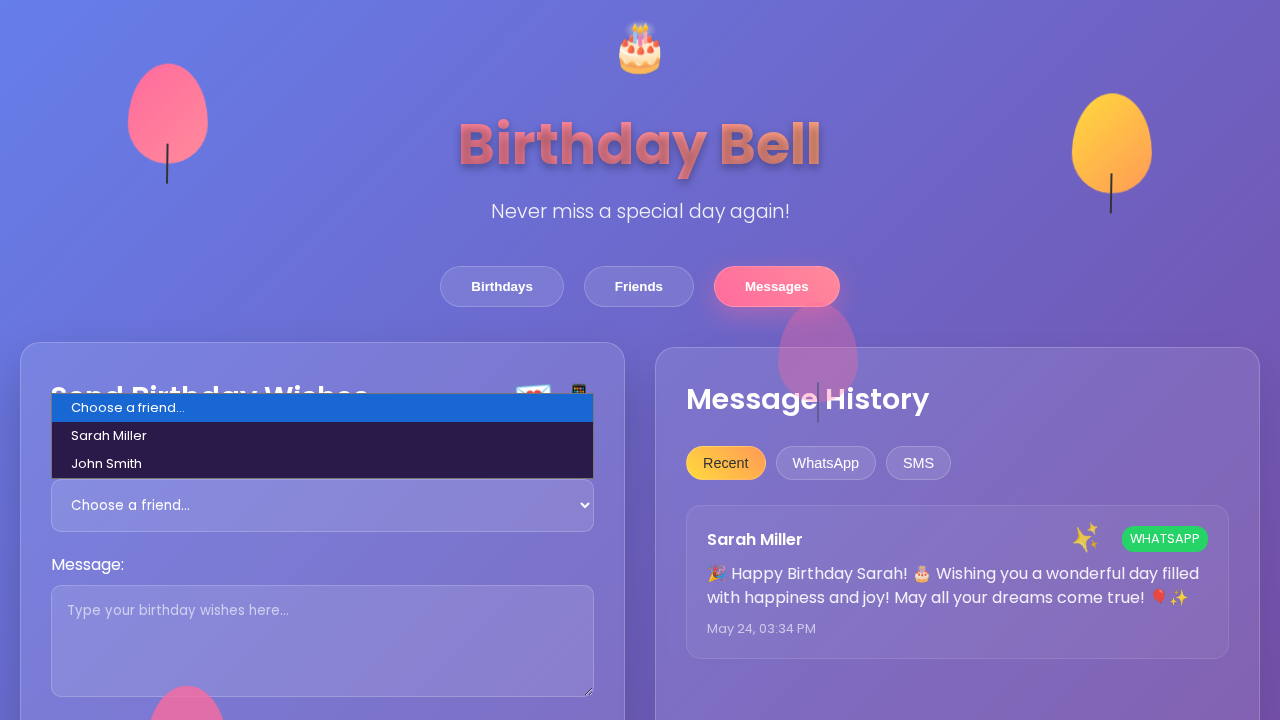 Birthday Bell
Never miss a special day again!
Birthdays
Friends
Messages
Send Birthday Wishes
Choose a friend...
Sarah Miller
John Smith
Choose a friend...
Message:
Type your birthday wishes here...
Message History
Recent
WhatsApp
SMS
Sarah Miller
WHATSAPP
🎉 Happy Birthday Sarah! 🎂 Wishing you a wonderful day filled
with happiness and joy! May all your dreams come true! 🎈✨
May 24, 03:34 PM